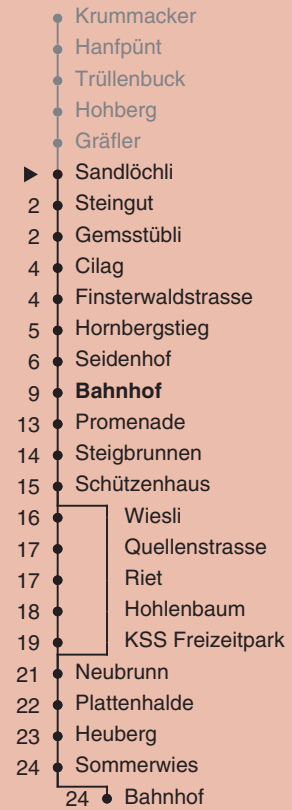 Krummacker
Hanfpünt
Trüllenbuck
Hohberg
Gräfler
Sandlöchli
2 Steingut
2 Gemsstübli
4 Cilag
4 Finsterwaldstrasse
5 Hornbergstieg
6 Seidenhof
9 Bahnhof
13 Promenade
14 Steigbrunnen
15 Schützenhaus
16 Wiesli
17 Quellenstrasse
17 Riet
18 Hohlenbaum
19 KSS Freizeitpark
21 Neubrunn
22 Plattenhalde
23 Heuberg
24 Sommerwies
24 Bahnhof